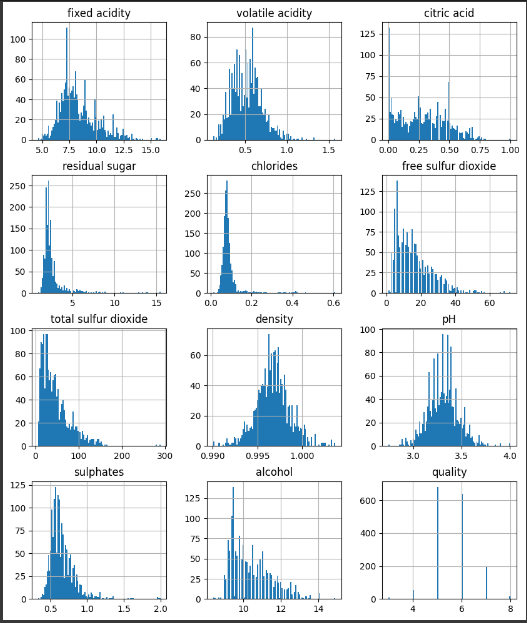 fixed acidity
100
80
60
40
20
0
5.0 7.5 10.0 12.5 15.0
volatile acidity
80
60
40
20
0
0.5 1.0 1.5
citric acid
125
100
75
50
25
0
0.00 0.25 0.50 0.75 1.00
residual sugar
250
200
150
100
50
0
5 10 15
chlorides
250
200
150
100
50
0
0.0 0.2 0.4 0.6
free sulfur dioxide
125
100
75
50
25
0
0 20 40 60
total sulfur dioxide
100
80
60
40
20
0
0 100 200 300
density
60
40
20
0
0.990 0.995 1.000
pH
100
80
60
40
20
0
3.0 3.5 4.0
sulphates
125
100
75
50
25
0
0.5 1.0 1.5 2.0
alcohol
125
100
75
50
25
0
10 12 14
quality
600
400
200
0
4 6 8